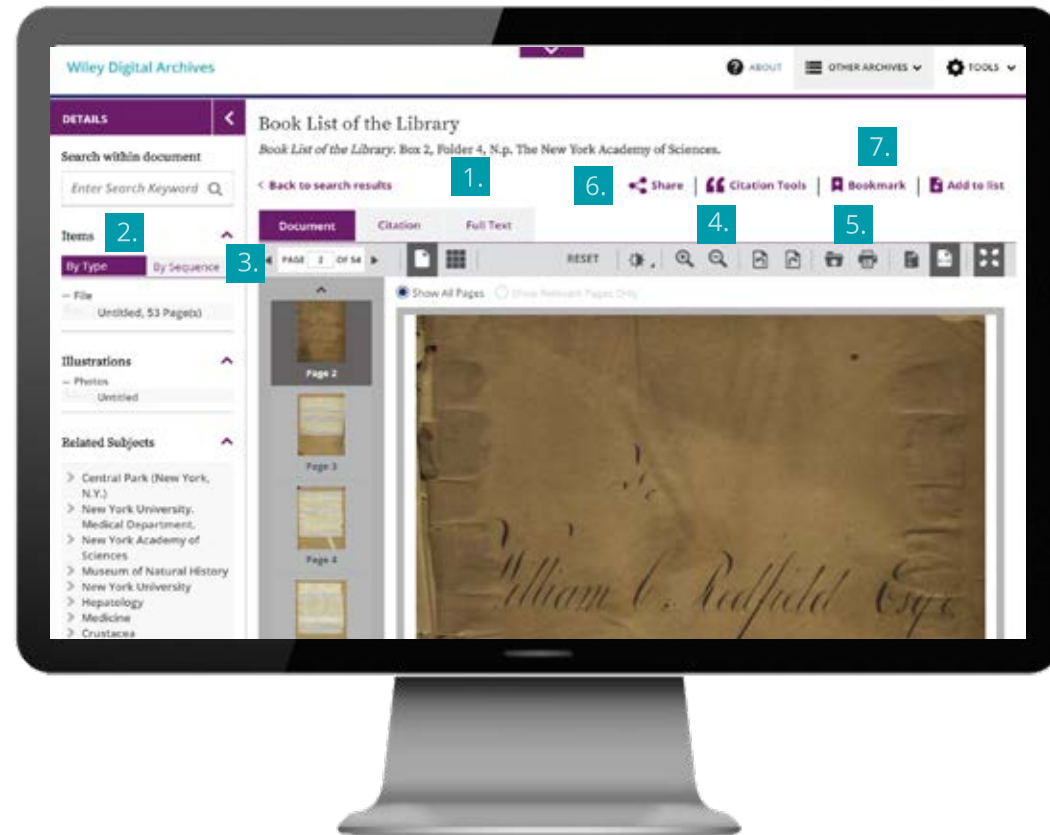 Wiley Digital Archives
ABOUT
OTHER ARCHIVES
TOOLS
DETAILS
Search within document
Enter Search Keyword
2.
Items
By Type
By Sequence
— File
Untitled, 53 Page(s)
Illustrations
— Photos
Untitled
Related Subjects
Central Park (New York,
N.Y.)
New York University.
Medical Department.
New York Academy of
Sciences
Museum of Natural History
New York University
Hepatology
Medicine
Crustacea
Book List of the Library
Book List of the Library. Box 2, Folder 4, N.p. The New York Academy of Sciences.
7.
< Back to search results
1.
6.
Share
Citation Tools
Bookmark
Add to list
Document
Citation
Full Text
4.
5.
3.
PAGE 2 OF 54
RESET
Show All Pages
Show Relevant Pages Only
Page 2
Page 3
Page 4
William C. Redfield Esqr.